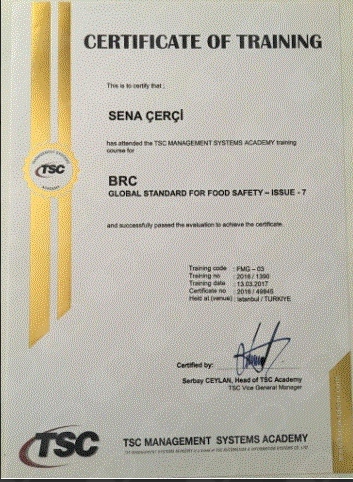 CERTIFICATE OF TRAINING
This is to certify that ;
SENA ÇERÇİ
has attended the TSC MANAGEMENT SYSTEMS ACADEMY training
course for
TSC
BRC
GLOBAL STANDARD FOR FOOD SAFETY – ISSUE - 7
and successfully passed the evaluation to achieve the certificate.
Training code : FMG – 03
Training no : 2016 / 1390
Training date : 13.03.2017
Certificate no : 2016 / 49845
Held at (venue) : Istanbul / TURKIYE
Certified by:
Serbay CEYLAN, Head of TSC Academy
TSC Vice General Manager
TSC
TSC MANAGEMENT SYSTEMS ACADEMY